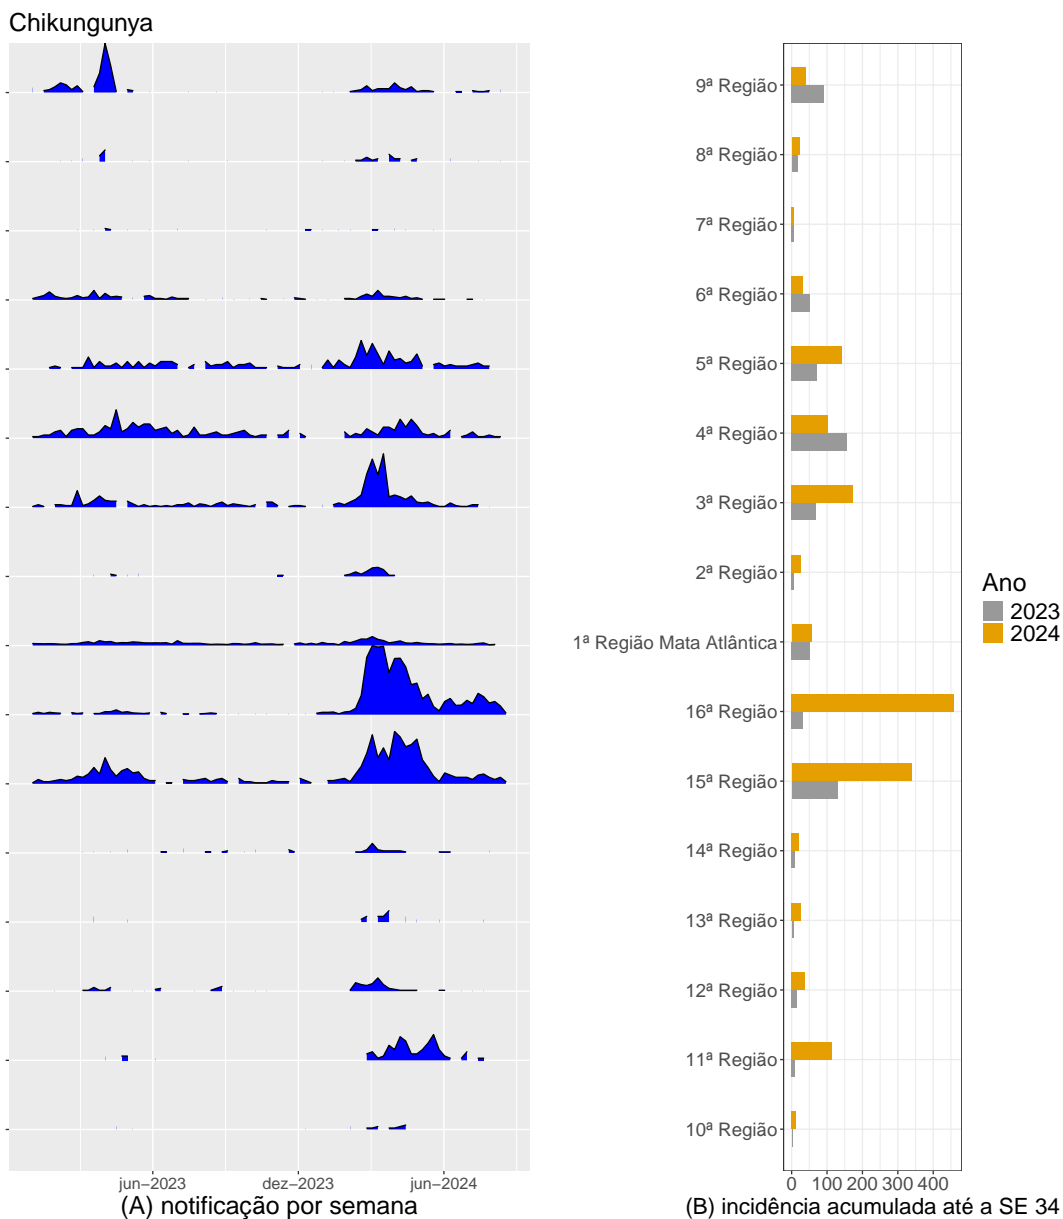 Chikungunya
9ª Região
8ª Região
7ª Região
6ª Região
5ª Região
4ª Região
3ª Região
2ª Região
1ª Região Mata Atlântica
16ª Região
15ª Região
14ª Região
13ª Região
12ª Região
11ª Região
10ª Região
Ano
2023
2024
jun−2023 dez−2023 jun−2024
(A) notificação por semana
0 100 200 300 400
(B) incidência acumulada até a SE 34